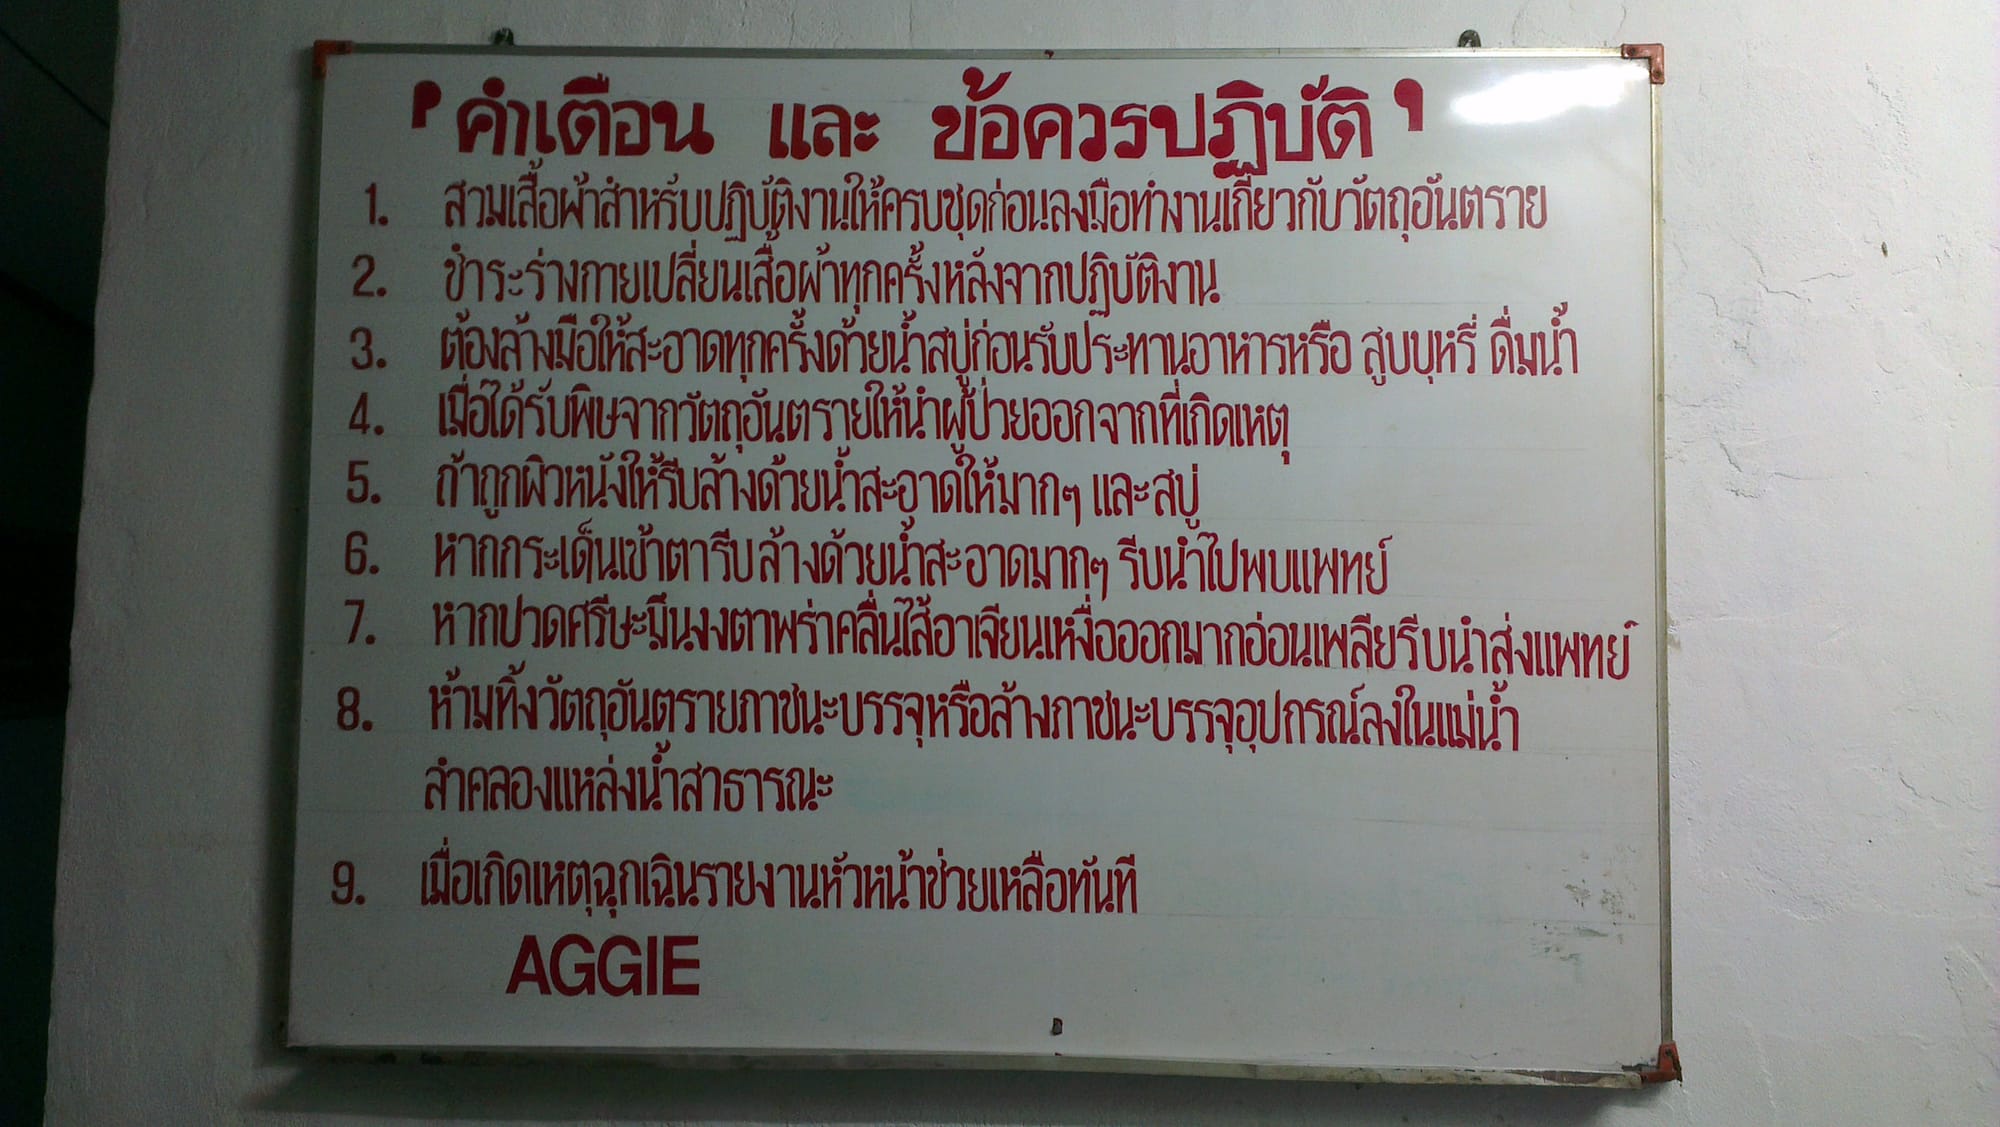 ' คำเตือน และ ข้อควรปฏิบัติ '
1. สวมเสื้อผ้าสำหรับปฏิบัติงานให้ครบชุดก่อนลงมือทำงานเกี่ยวกับวัตถุอันตราย
2. ชำระร่างกายเปลี่ยนเสื้อผ้าทุกครั้งหลังจากปฏิบัติงาน
3. ต้องล้างมือให้สะอาดทุกครั้งด้วยน้ำสบู่ก่อนรับประทานอาหารหรือ สูบบุหรี่ ดื่มน้ำ
4. เมื่อได้รับพิษจากวัตถุอันตรายให้นำผู้ป่วยออกจากที่เกิดเหตุ
5. ถ้าถูกผิวหนังให้รีบล้างด้วยน้ำสะอาดให้มากๆ และสบู่
6. หากกระเด็นเข้าตารีบล้างด้วยน้ำสะอาดมากๆ รีบนำไปพบแพทย์
7. หากปวดศรีษะมึนงงตาพร่าคลื่นไส้อาเจียนเหงื่อออกมากอ่อนเพลียรีบนำส่งแพทย์
8. ห้ามทิ้งวัตถุอันตรายภาชนะบรรจุหรือล้างภาชนะบรรจุอุปกรณ์ลงในแม่น้ำ
ลำคลองแหล่งน้ำสาธารณะ
9. เมื่อเกิดเหตุฉุกเฉินรายงานหัวหน้าช่วยเหลือทันที
AGGIE